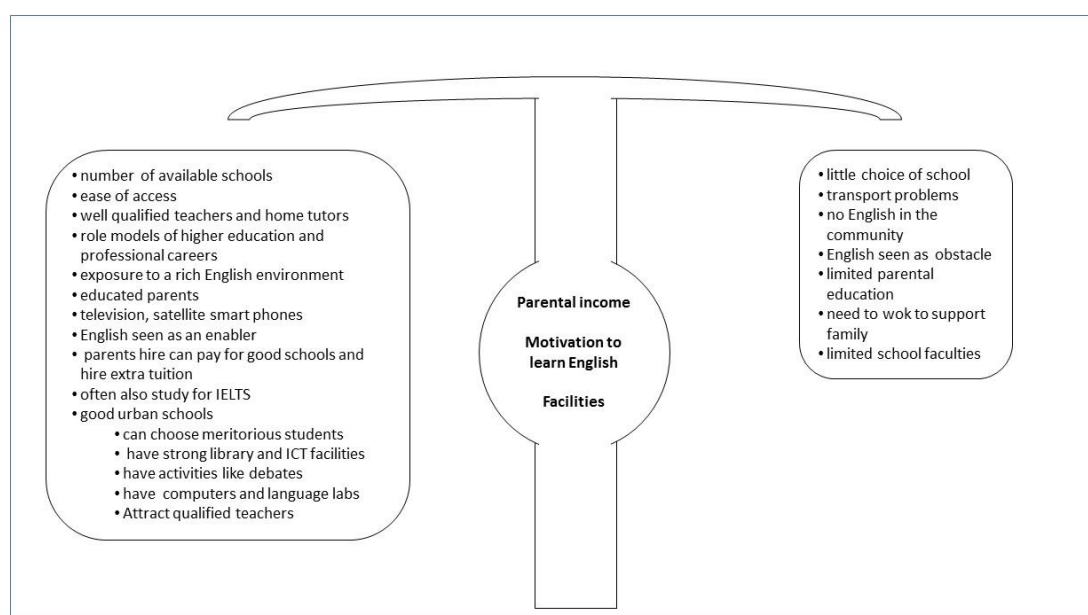 • number of available schools
• ease of access
• well qualified teachers and home tutors
• role models of higher education and
professional careers
• exposure to a rich English environment
• educated parents
• television, satellite smart phones
• English seen as an enabler
• parents hire can pay for good schools and
hire extra tuition
• often also study for IELTS
• good urban schools
• can choose meritorious students
• have strong library and ICT facilities
• have activities like debates
• have computers and language labs
• Attract qualified teachers
Parental income
Motivation to
learn English
Facilities
• little choice of school
• transport problems
• no English in the
community
• English seen as obstacle
• limited parental
education
• need to wok to support
family
• limited school faculties